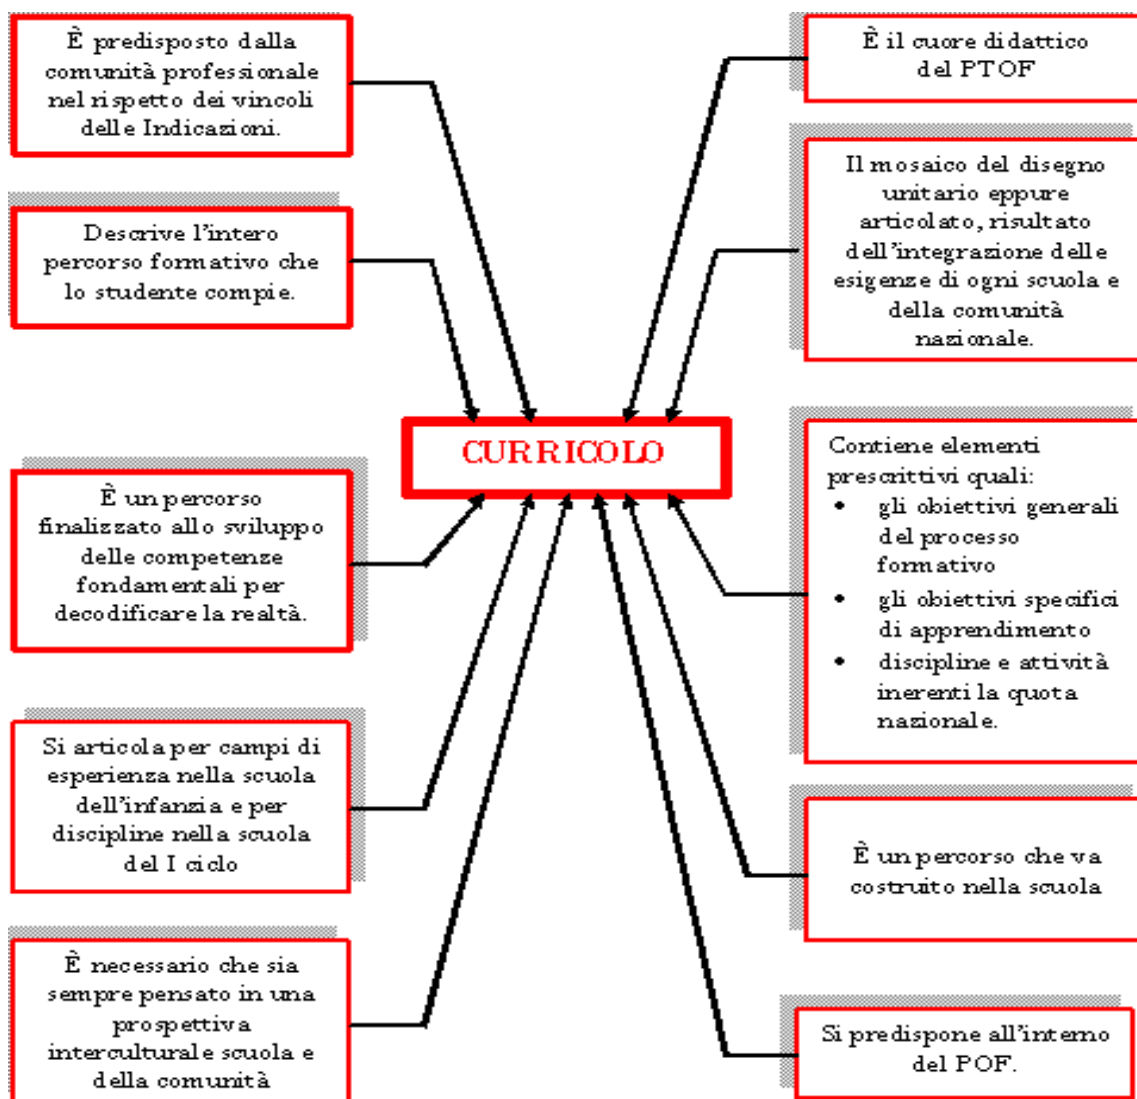 È predisposto dalla
comunità professionale
nel rispetto dei vincoli
delle Indicazioni.
Descrive l'intero
percorso formativo che
lo studente compie.
È un percorso
finalizzato allo sviluppo
delle competenze
fondamentali per
decodificare la realtà.
Si articola per campi di
esperienza nella scuola
dell'infanzia e per
discipline nella scuola
del I ciclo
È necessario che sia
sempre pensato in una
prospettiva
interculturale scuola e
della comunità
CURRICOLO
È il cuore didattico
del PTOF
Il mosaico del disegno
unitario eppure
articolato, risultato
dell'integrazione delle
esigenze di ogni scuola e
della comunità
nazionale.
Contiene elementi
prescrittivi quali:
• gli obiettivi generali
del processo
formativo
• gli obiettivi specifici
di apprendimento
• discipline e attività
inerenti la quota
nazionale.
È un percorso che va
costruito nella scuola
Si predispone all'interno
del POF.